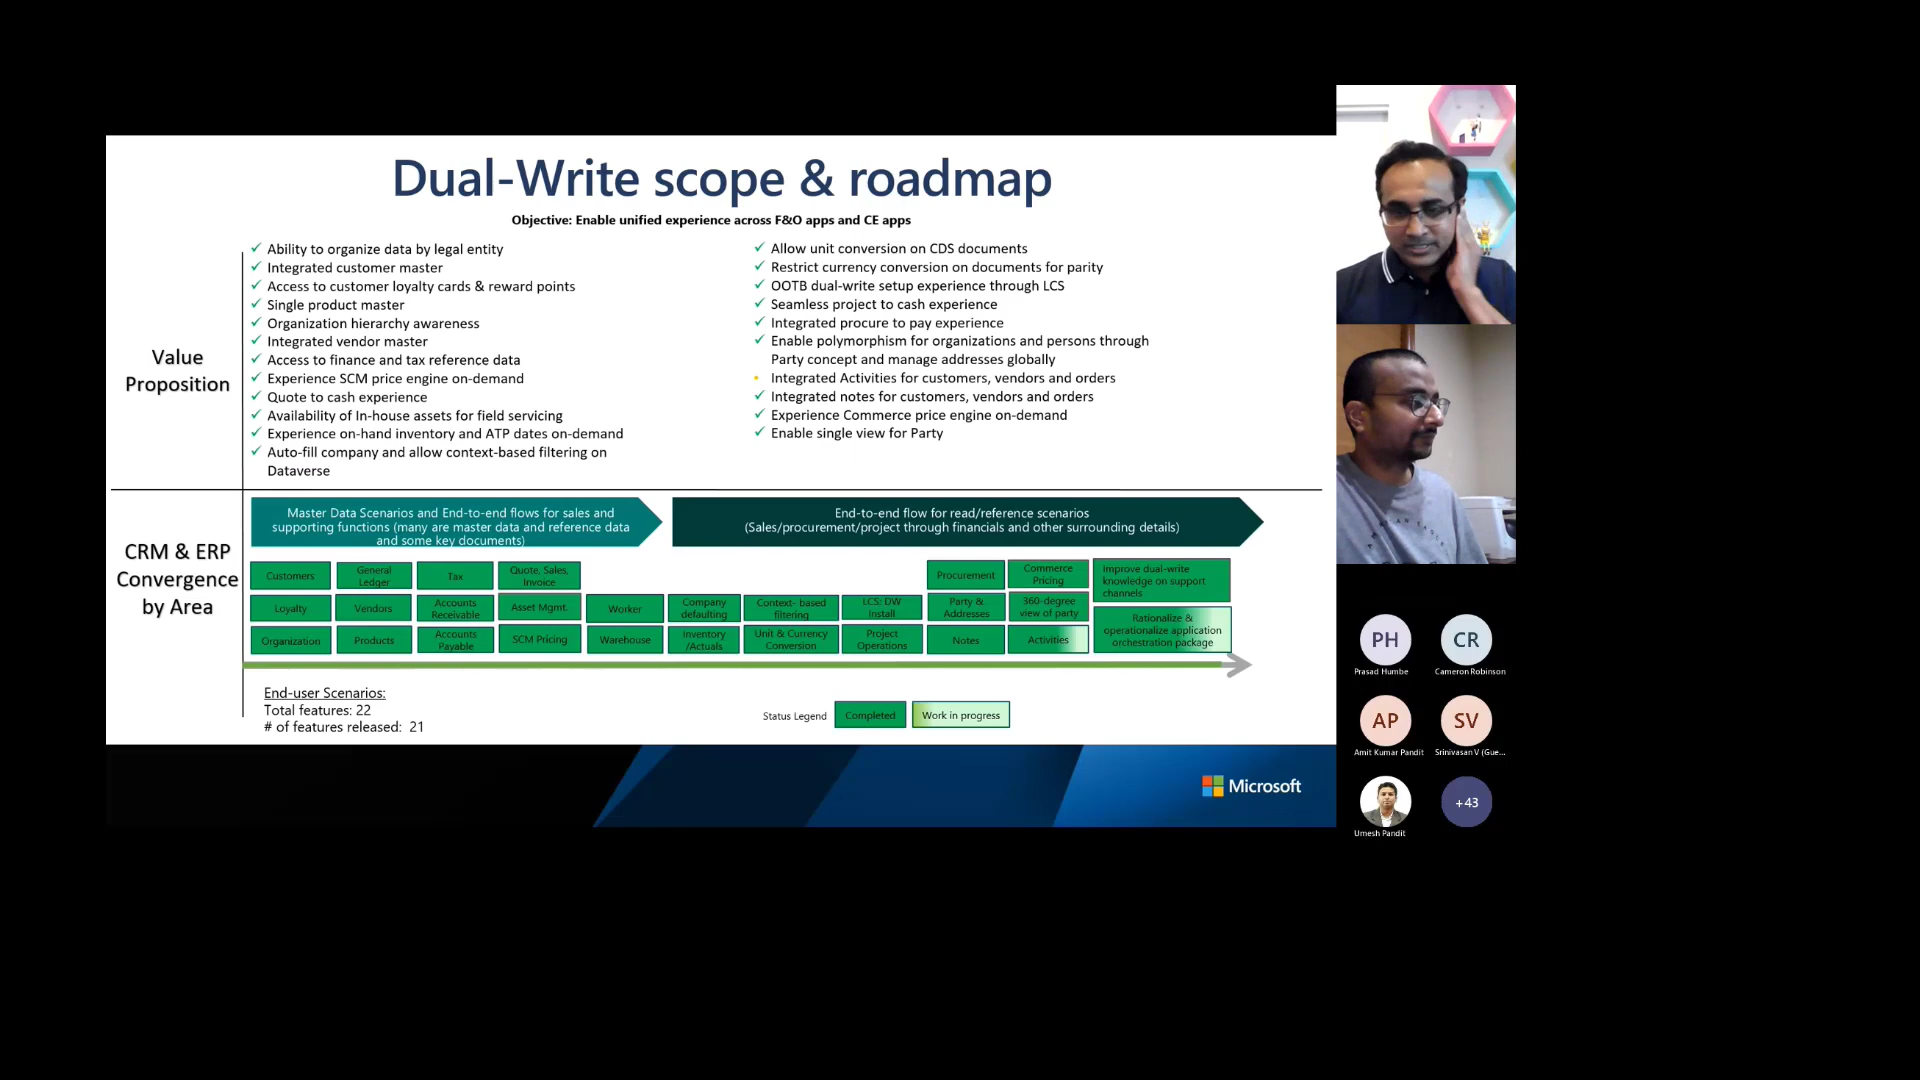 Dual-Write scope & roadmap
Objective: Enable unified experience across F&O apps and CE apps
Value
Proposition
✓ Ability to organize data by legal entity
✓ Integrated customer master
✓ Access to customer loyalty cards & reward points
✓ Single product master
✓ Organization hierarchy awareness
✓ Integrated vendor master
✓ Access to finance and tax reference data
✓ Experience SCM price engine on-demand
✓ Quote to cash experience
✓ Availability of In-house assets for field servicing
✓ Experience on-hand inventory and ATP dates on-demand
✓ Auto-fill company and allow context-based filtering on
Dataverse
✓ Allow unit conversion on CDS documents
✓ Restrict currency conversion on documents for parity
✓ OOTB dual-write setup experience through LCS
✓ Seamless project to cash experience
✓ Integrated procure to pay experience
✓ Enable polymorphism for organizations and persons through
Party concept and manage addresses globally
• Integrated Activities for customers, vendors and orders
✓ Integrated notes for customers, vendors and orders
✓ Experience Commerce price engine on-demand
✓ Enable single view for Party
CRM & ERP
Convergence
by Area
Master Data Scenarios and End-to-end flows for sales and
supporting functions (many are master data and reference data
and some key documents)
End-to-end flow for read/reference scenarios
(Sales/procurement/project through financials and other surrounding details)
Customers
General
Ledger
Tax
Quote, Sales,
Invoice
Procurement
Commerce
Pricing
Improve dual-write
knowledge on support
channels
Loyalty
Vendors
Accounts
Receivable
Asset Mgmt.
Worker
Company
defaulting
Context- based
filtering
LCS: DW
Install
Party &
Addresses
360-degree
view of party
Rationalize &
operationalize application
orchestration package
Organization
Products
Accounts
Payable
SCM Pricing
Warehouse
Inventory
/Actuals
Unit & Currency
Conversion
Project
Operations
Notes
Activities
End-user Scenarios:
Total features: 22
# of features released: 21
Status Legend
Completed
Work in progress
Microsoft
PH
Prasad Humbe
CR
Cameron Robinson
AP
Amit Kumar Pandit
SV
Srinivasan V (Gue...
Umesh Pandit
+43